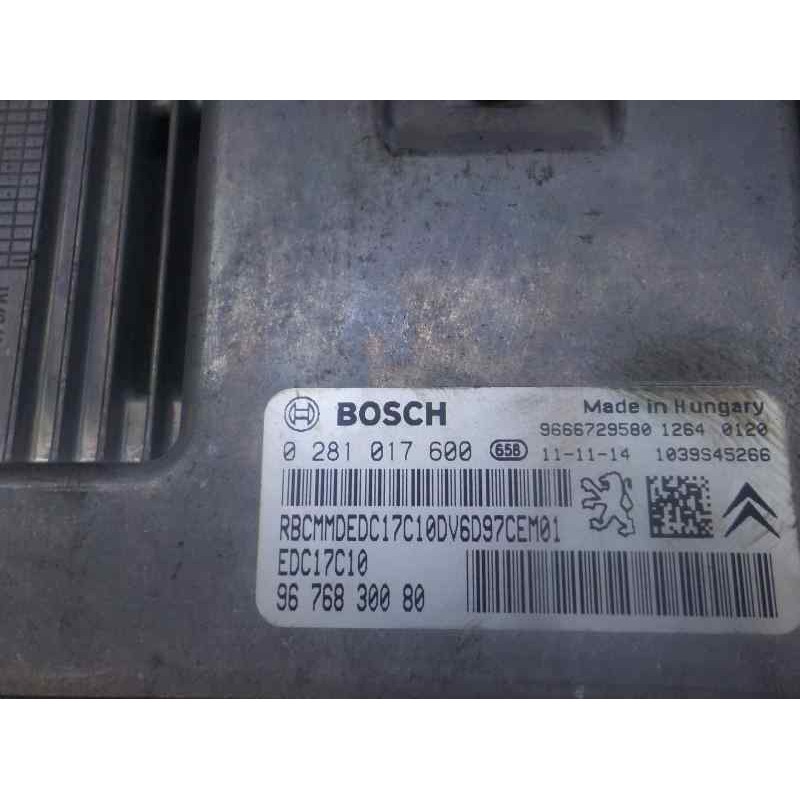 BOSCH
Made in Hungary
0 281 017 600 658
9666729580 1264 0120
11-11-14 1039S45266
RBCMMDEDC17C10DV6D97CEM01
EDC17C10
96 768 300 80